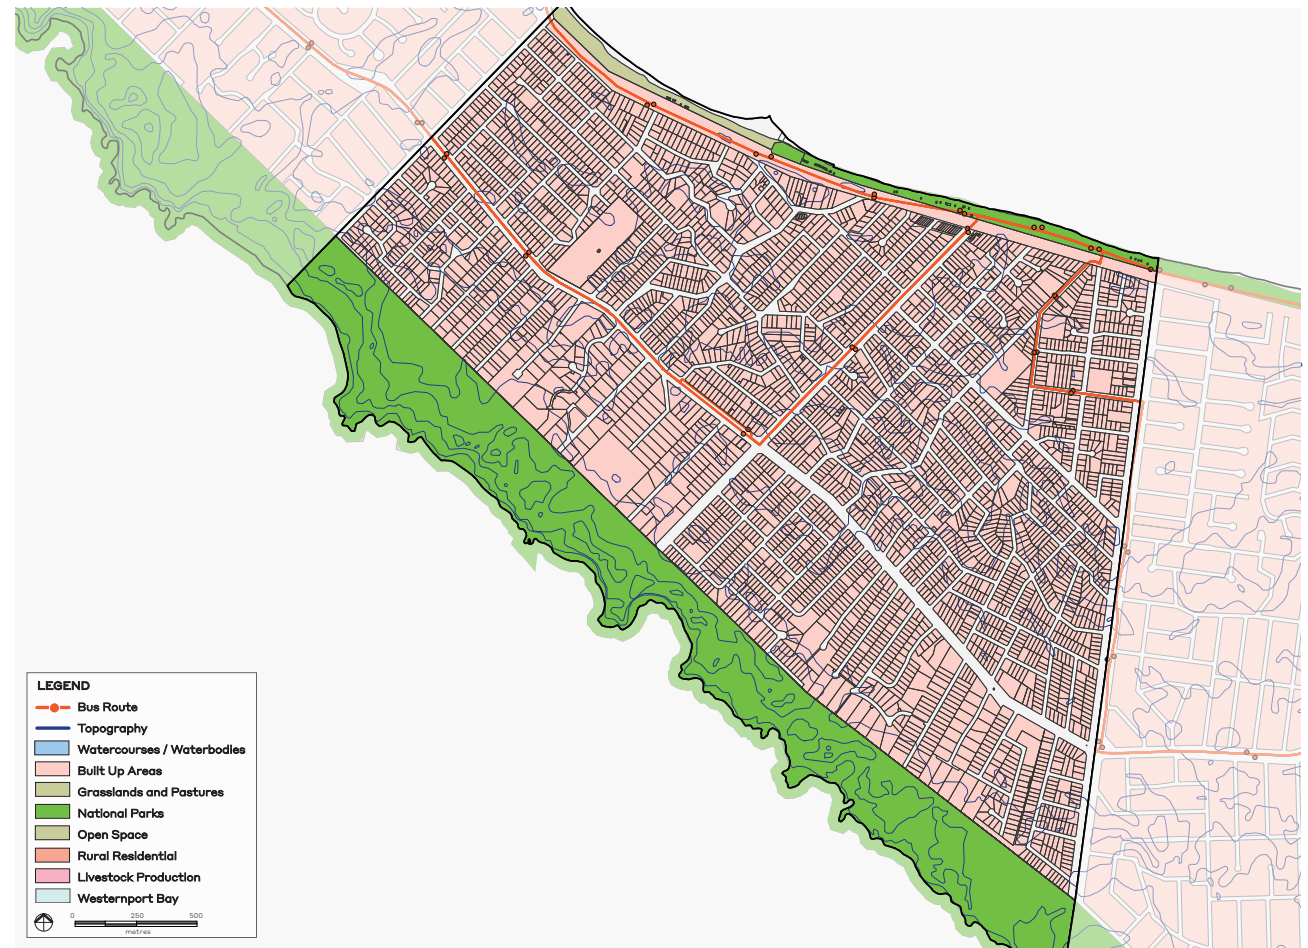 LEGEND
Bus Route
Topography
Watercourses / Waterbodies
Built Up Areas
Grasslands and Pastures
National Parks
Open Space
Rural Residential
Livestock Production
Westernport Bay
0 250 500
metres